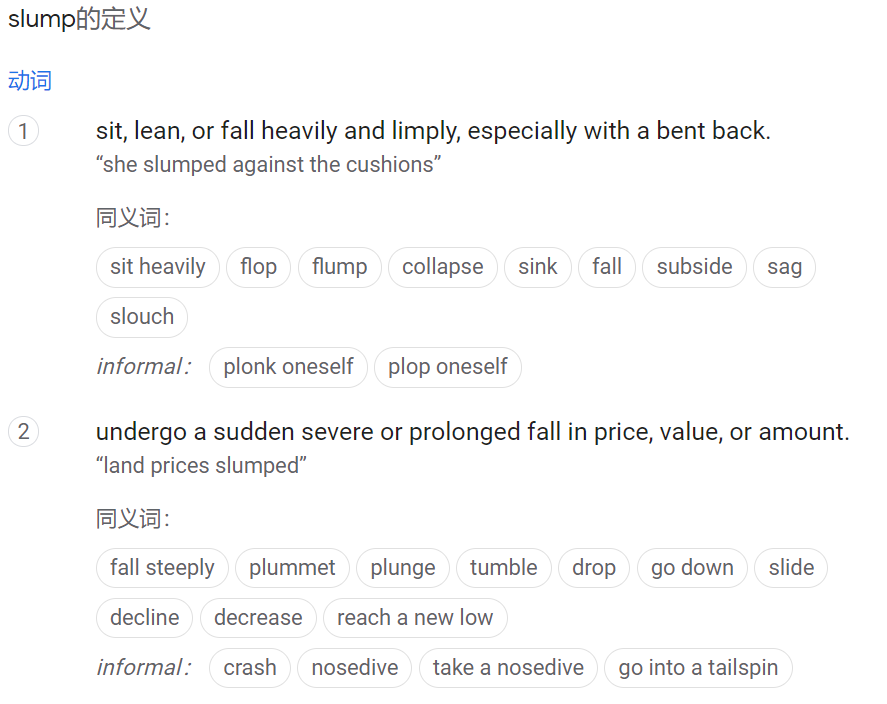 slump的定义
动词
1 sit, lean, or fall heavily and limply, especially with a bent back.
“she slumped against the cushions”
同义词：
sit heavily flop flump collapse sink fall subside sag
slouch
informal： plonk oneself plop oneself
2 undergo a sudden severe or prolonged fall in price, value, or amount.
“land prices slumped”
同义词：
fall steeply plummet plunge tumble drop go down slide
decline decrease reach a new low
informal： crash nosedive take a nosedive go into a tailspin